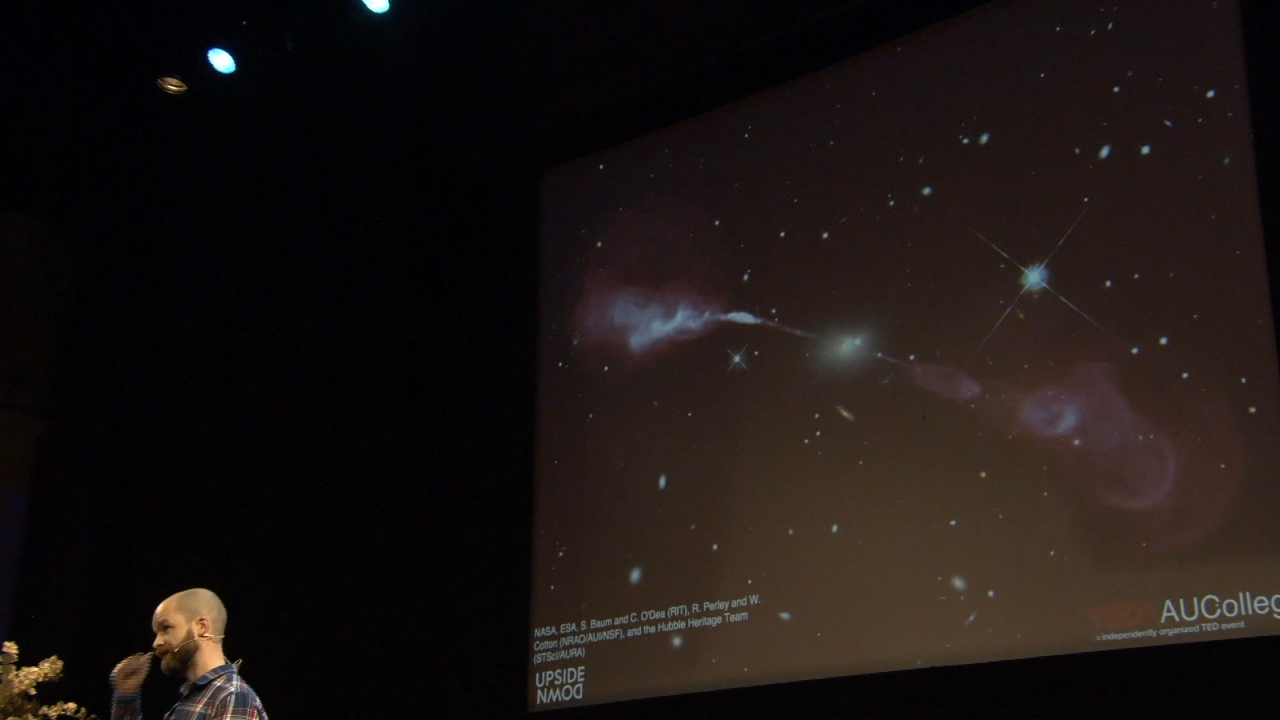 NASA, ESA, S. Baum and C. O'Dea (RIT), R. Perley and W.
Cotton (NRAO/AUI/NSF), and the Hubble Heritage Team
(STScI/AURA)
UPSIDE
DOWN
TEDx AUColleg
= independently organized TED event